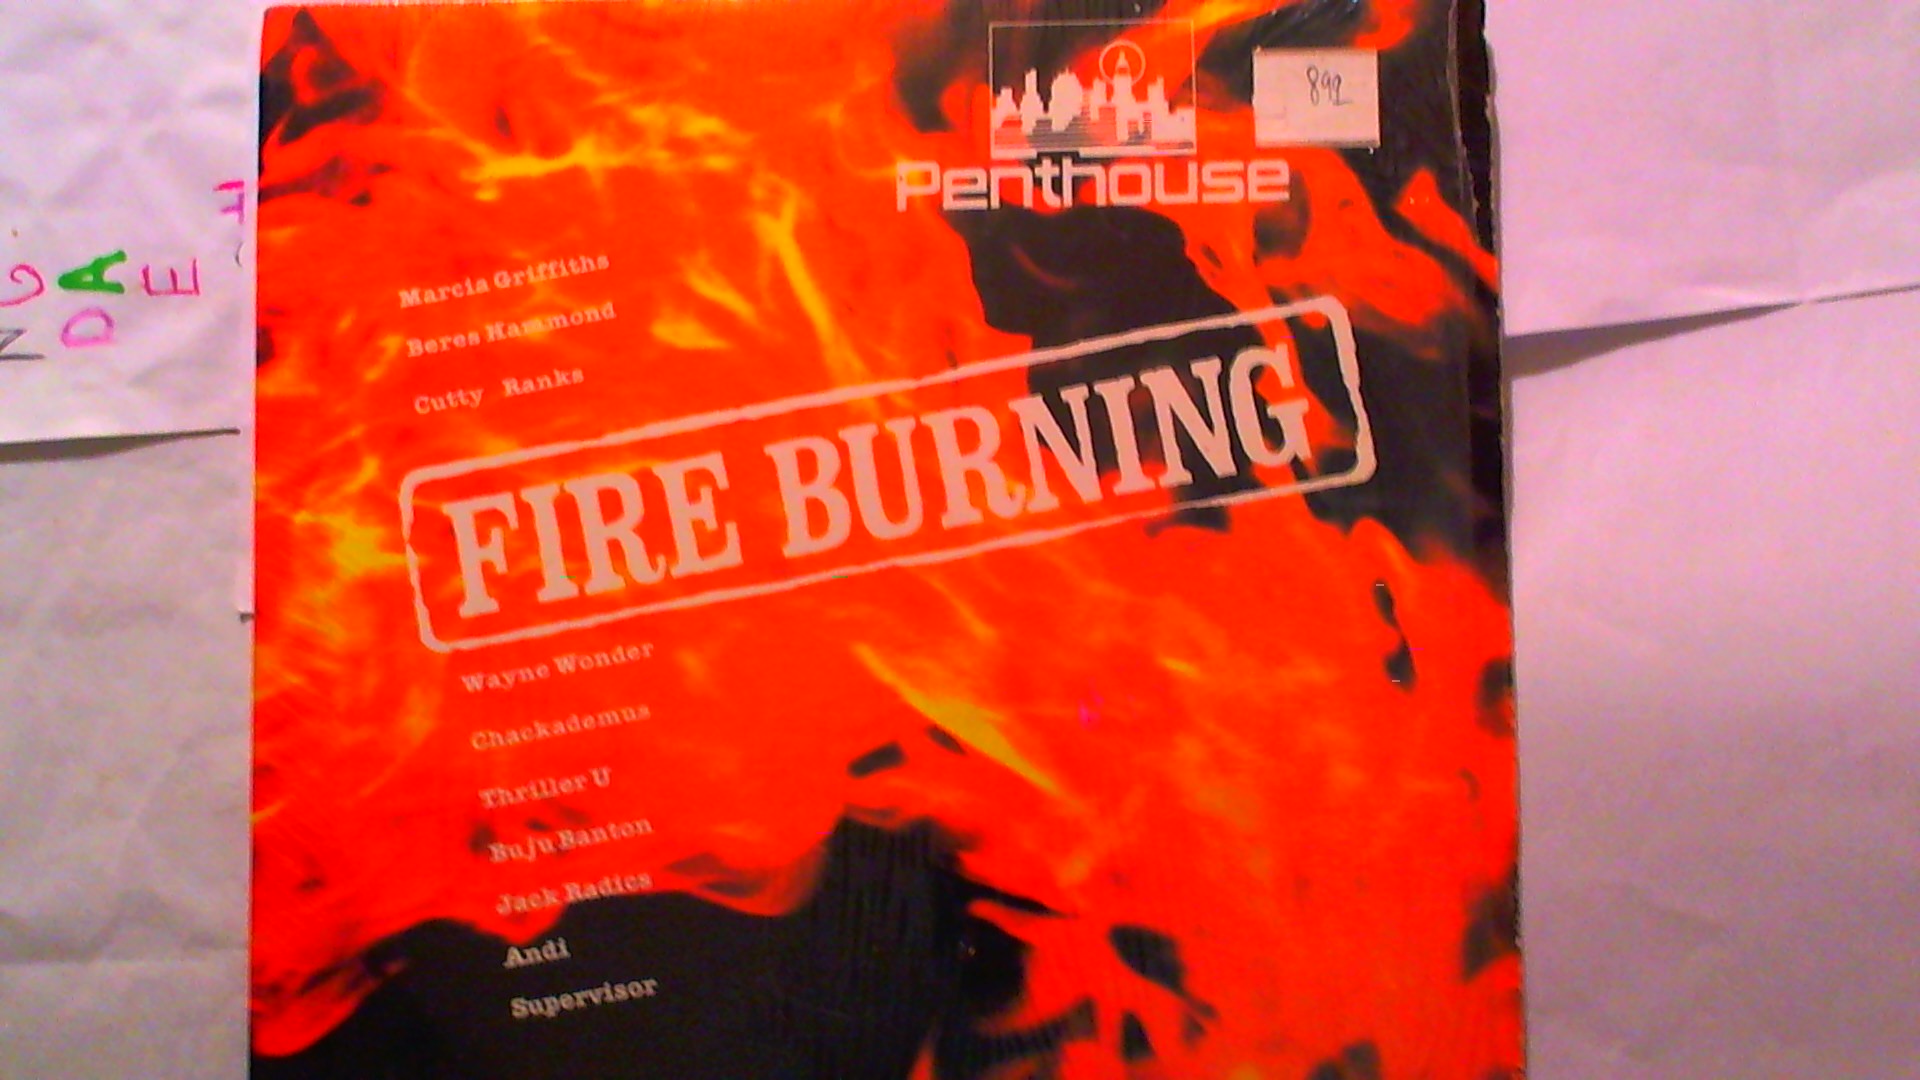 Penthouse
892
Marcia Griffiths
Beres Hammond
Cutty Ranks
FIRE BURNING
Wayne Wonder
Chackademus
Thriller U
Buju Banton
Jack Radics
Andi
Supervisor
DA
E